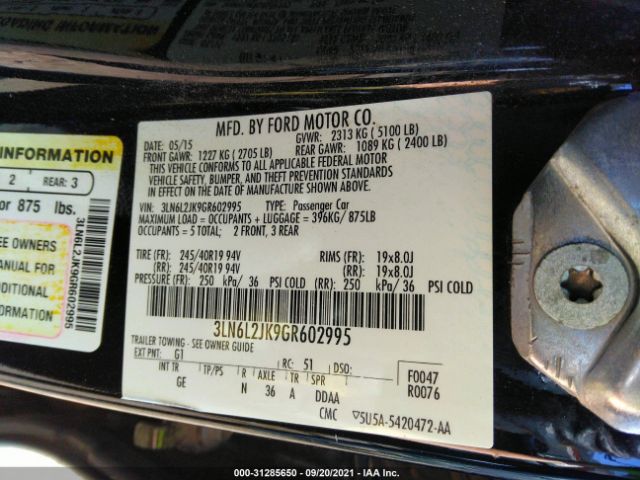 INFORMATION
2 REAR: 3
or 875 lbs.
SEE OWNERS
MANUAL FOR
ADDITIONAL
INFORMATION
3LN6L2JK9GR602995
MFD. BY FORD MOTOR CO.
DATE: 05/15 GVWR: 2313 KG ( 5100 LB)
FRONT GAWR: 1227 KG ( 2705 LB) REAR GAWR: 1089 KG ( 2400 LB)
THIS VEHICLE CONFORMS TO ALL APPLICABLE FEDERAL MOTOR
VEHICLE SAFETY, BUMPER, AND THEFT PREVENTION STANDARDS
IN EFFECT ON THE DATE OF MANUFACTURE SHOWN ABOVE.
VIN: 3LN6L2JK9GR602995 TYPE: Passenger Car
MAXIMUM LOAD = OCCUPANTS + LUGGAGE = 396KG/ 875LB
OCCUPANTS = 5 TOTAL; 2 FRONT, 3 REAR
TIRE (FR): 245/40R19 94V RIMS (FR): 19x8.0J
(RR): 245/40R19 94V (RR): 19x8.0J
PRESSURE (FR): 250 kPa/ 36 PSI COLD (RR): 250 kPa/ 36 PSI COLD
3LN6L2JK9GR602995
TRAILER TOWING - SEE OWNER GUIDE
EXT PNT: G1 RC: 51 DSO: F0047
INT TR TP/PS R AXLE TR SPR R0076
GE N 36 A DDAA
CMC 5U5A-5420472-AA
000-31285650 - 09/20/2021 - IAA Inc.